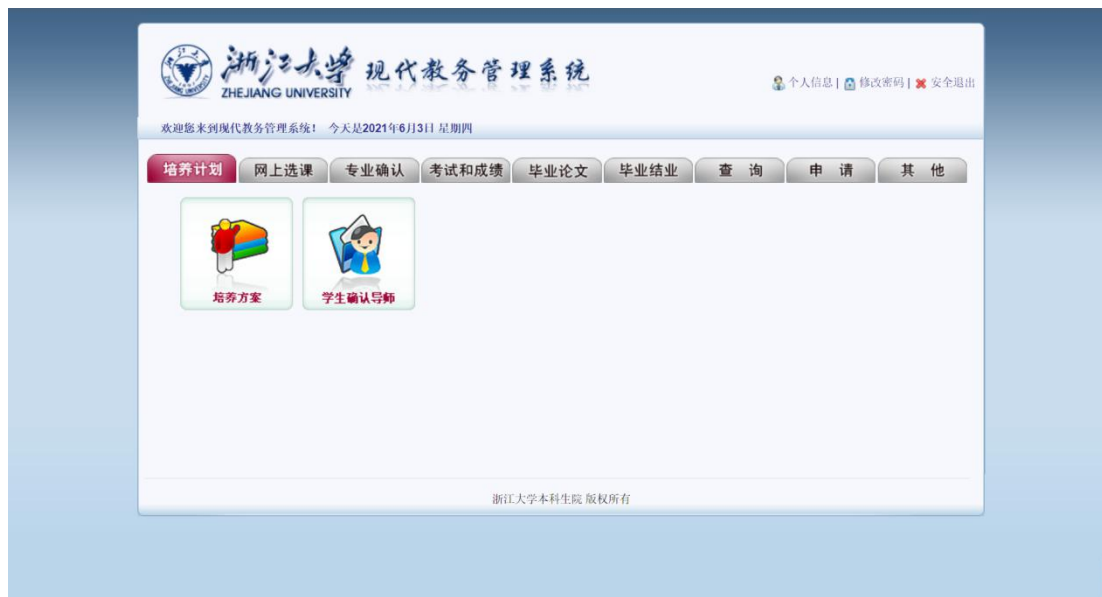 浙江大学 现代教务管理系统
ZHEJIANG UNIVERSITY
个人信息 | 修改密码 | 安全退出
欢迎您来到现代教务管理系统! 今天是2021年6月3日 星期四
培养计划 网上选课 专业确认 考试和成绩 毕业论文 毕业结业 查 询 申 请 其 他
培养方案 学生确认导师
浙江大学本科生院 版权所有